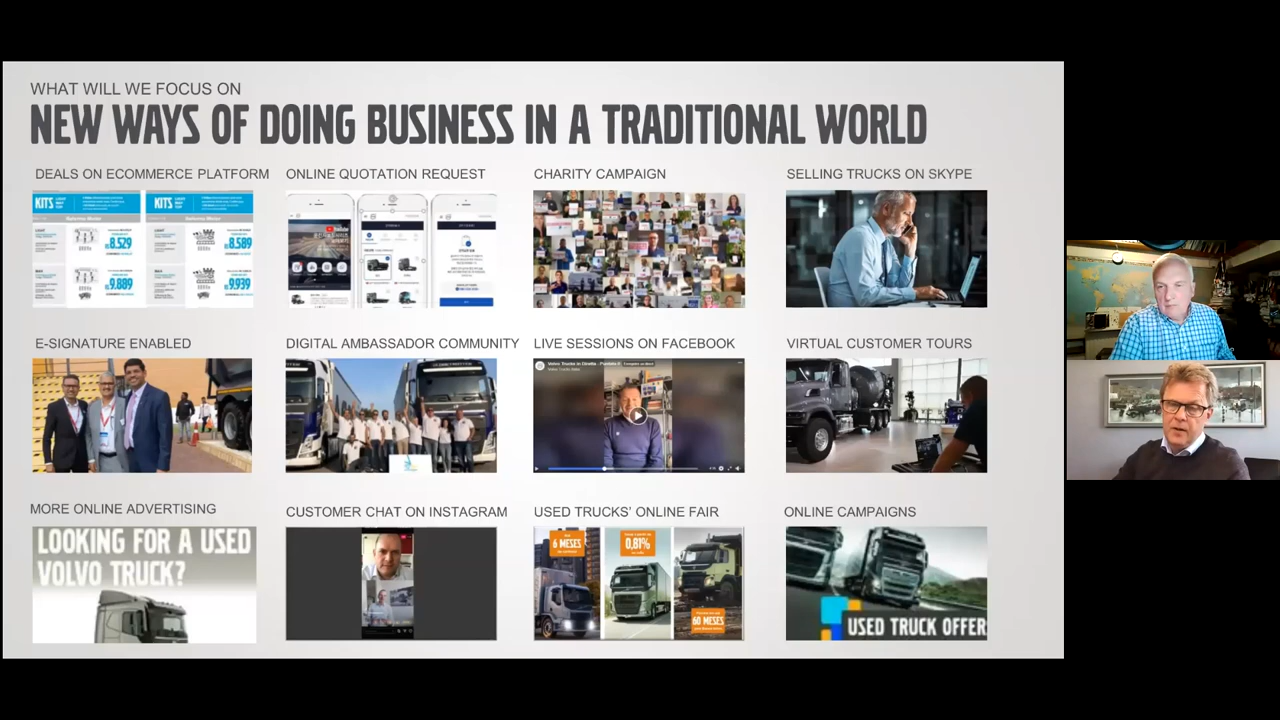 WHAT WILL WE FOCUS ON
NEW WAYS OF DOING BUSINESS IN A TRADITIONAL WORLD
DEALS ON ECOMMERCE PLATFORM
ONLINE QUOTATION REQUEST
CHARITY CAMPAIGN
SELLING TRUCKS ON SKYPE
KITS
KITS
8.529
8.589
9.889
9.939
E-SIGNATURE ENABLED
DIGITAL AMBASSADOR COMMUNITY
LIVE SESSIONS ON FACEBOOK
VIRTUAL CUSTOMER TOURS
MORE ONLINE ADVERTISING
CUSTOMER CHAT ON INSTAGRAM
USED TRUCKS' ONLINE FAIR
ONLINE CAMPAIGNS
LOOKING FOR A USED
VOLVO TRUCK?
6 MESES
0,81%
60 MESES
USED TRUCK OFFER